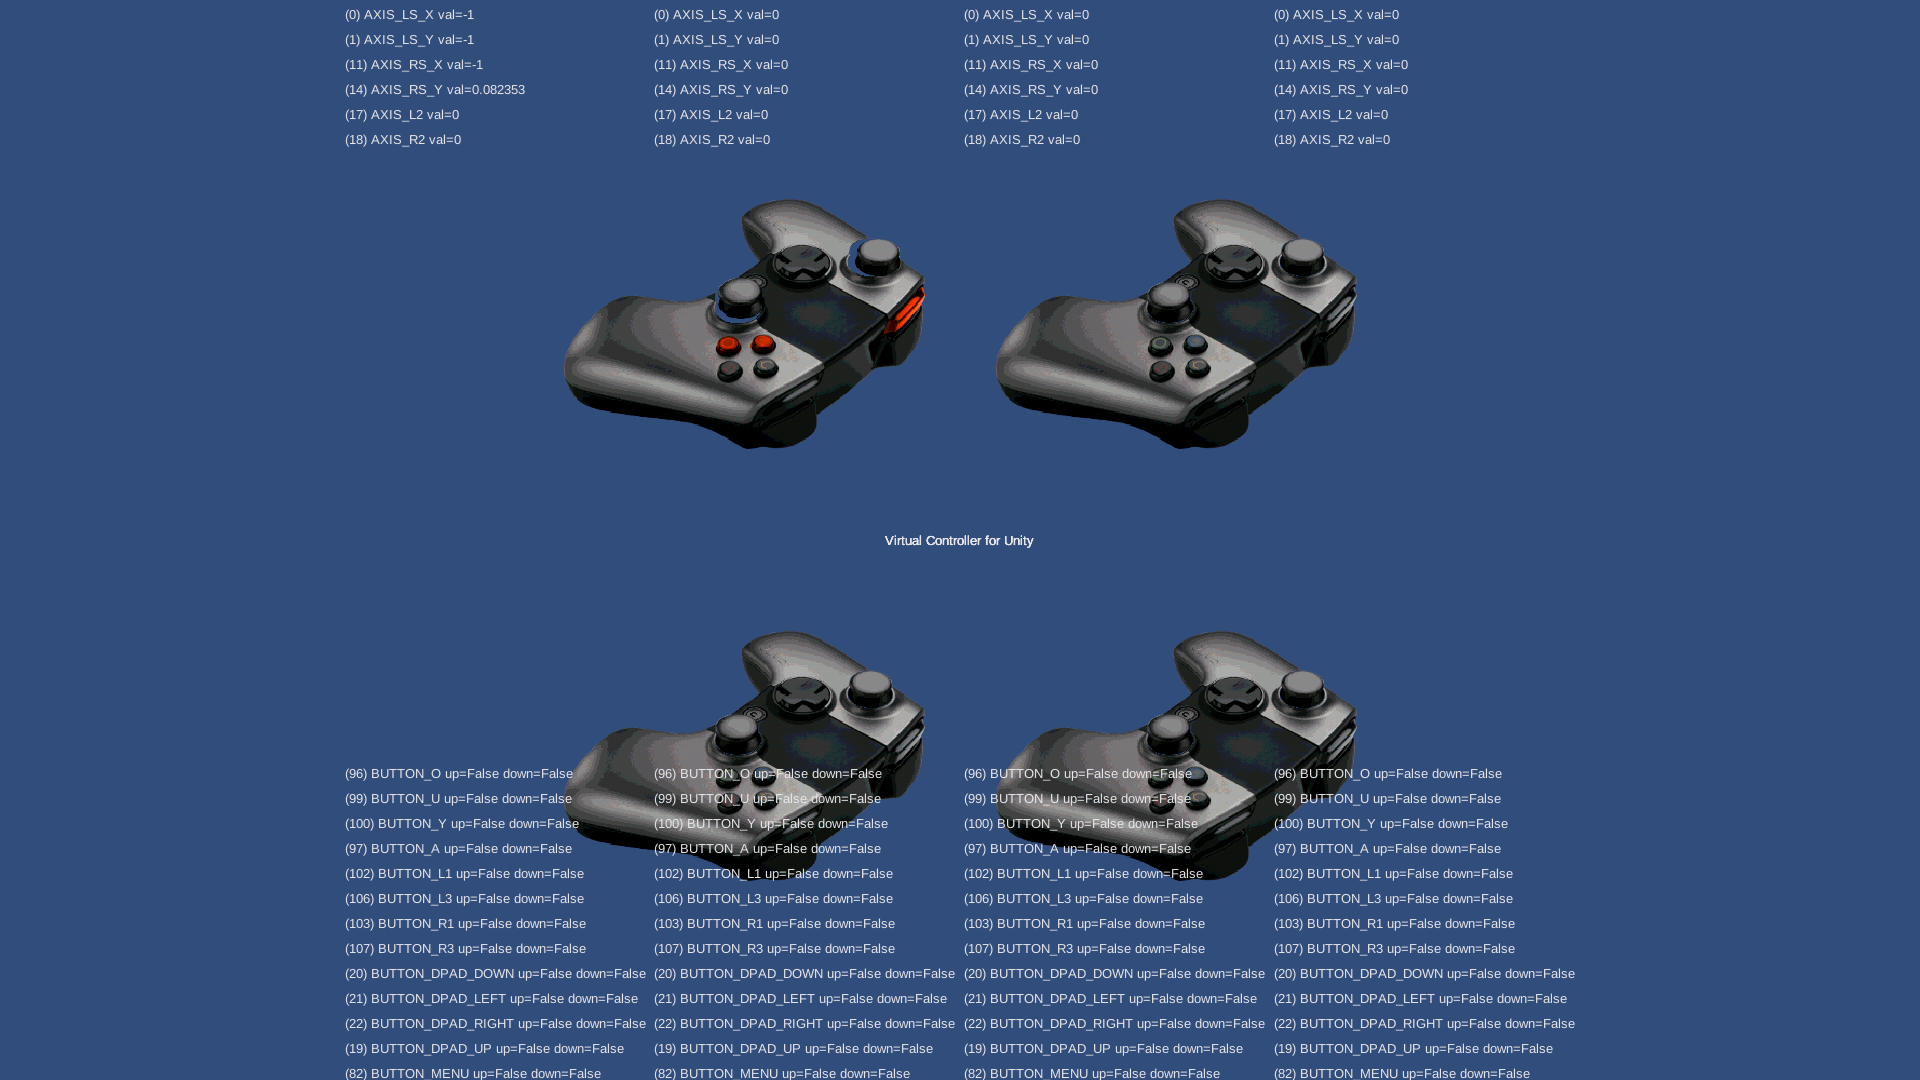 (0) AXIS_LS_X val=-1 (0) AXIS_LS_X val=0 (0) AXIS_LS_X val=0 (0) AXIS_LS_X val=0
(1) AXIS_LS_Y val=-1 (1) AXIS_LS_Y val=0 (1) AXIS_LS_Y val=0 (1) AXIS_LS_Y val=0
(11) AXIS_RS_X val=-1 (11) AXIS_RS_X val=0 (11) AXIS_RS_X val=0 (11) AXIS_RS_X val=0
(14) AXIS_RS_Y val=0.082353 (14) AXIS_RS_Y val=0 (14) AXIS_RS_Y val=0 (14) AXIS_RS_Y val=0
(17) AXIS_L2 val=0 (17) AXIS_L2 val=0 (17) AXIS_L2 val=0 (17) AXIS_L2 val=0
(18) AXIS_R2 val=0 (18) AXIS_R2 val=0 (18) AXIS_R2 val=0 (18) AXIS_R2 val=0
Virtual Controller for Unity
(96) BUTTON_O up=False down=False (96) BUTTON_O up=False down=False (96) BUTTON_O up=False down=False (96) BUTTON_O up=False down=False
(99) BUTTON_U up=False down=False (99) BUTTON_U up=False down=False (99) BUTTON_U up=False down=False (99) BUTTON_U up=False down=False
(100) BUTTON_Y up=False down=False (100) BUTTON_Y up=False down=False (100) BUTTON_Y up=False down=False (100) BUTTON_Y up=False down=False
(97) BUTTON_A up=False down=False (97) BUTTON_A up=False down=False (97) BUTTON_A up=False down=False (97) BUTTON_A up=False down=False
(102) BUTTON_L1 up=False down=False (102) BUTTON_L1 up=False down=False (102) BUTTON_L1 up=False down=False (102) BUTTON_L1 up=False down=False
(106) BUTTON_L3 up=False down=False (106) BUTTON_L3 up=False down=False (106) BUTTON_L3 up=False down=False (106) BUTTON_L3 up=False down=False
(103) BUTTON_R1 up=False down=False (103) BUTTON_R1 up=False down=False (103) BUTTON_R1 up=False down=False (103) BUTTON_R1 up=False down=False
(107) BUTTON_R3 up=False down=False (107) BUTTON_R3 up=False down=False (107) BUTTON_R3 up=False down=False (107) BUTTON_R3 up=False down=False
(20) BUTTON_DPAD_DOWN up=False down=False (20) BUTTON_DPAD_DOWN up=False down=False (20) BUTTON_DPAD_DOWN up=False down=False (20) BUTTON_DPAD_DOWN up=False down=False
(21) BUTTON_DPAD_LEFT up=False down=False (21) BUTTON_DPAD_LEFT up=False down=False (21) BUTTON_DPAD_LEFT up=False down=False (21) BUTTON_DPAD_LEFT up=False down=False
(22) BUTTON_DPAD_RIGHT up=False down=False (22) BUTTON_DPAD_RIGHT up=False down=False (22) BUTTON_DPAD_RIGHT up=False down=False (22) BUTTON_DPAD_RIGHT up=False down=False
(19) BUTTON_DPAD_UP up=False down=False (19) BUTTON_DPAD_UP up=False down=False (19) BUTTON_DPAD_UP up=False down=False (19) BUTTON_DPAD_UP up=False down=False
(82) BUTTON_MENU up=False down=False (82) BUTTON_MENU up=False down=False (82) BUTTON_MENU up=False down=False (82) BUTTON_MENU up=False down=False